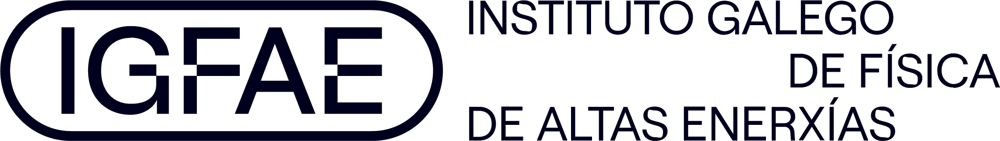 IGFAE
INSTITUTO GALEGO
DE FÍSICA
DE ALTAS ENERXÍAS